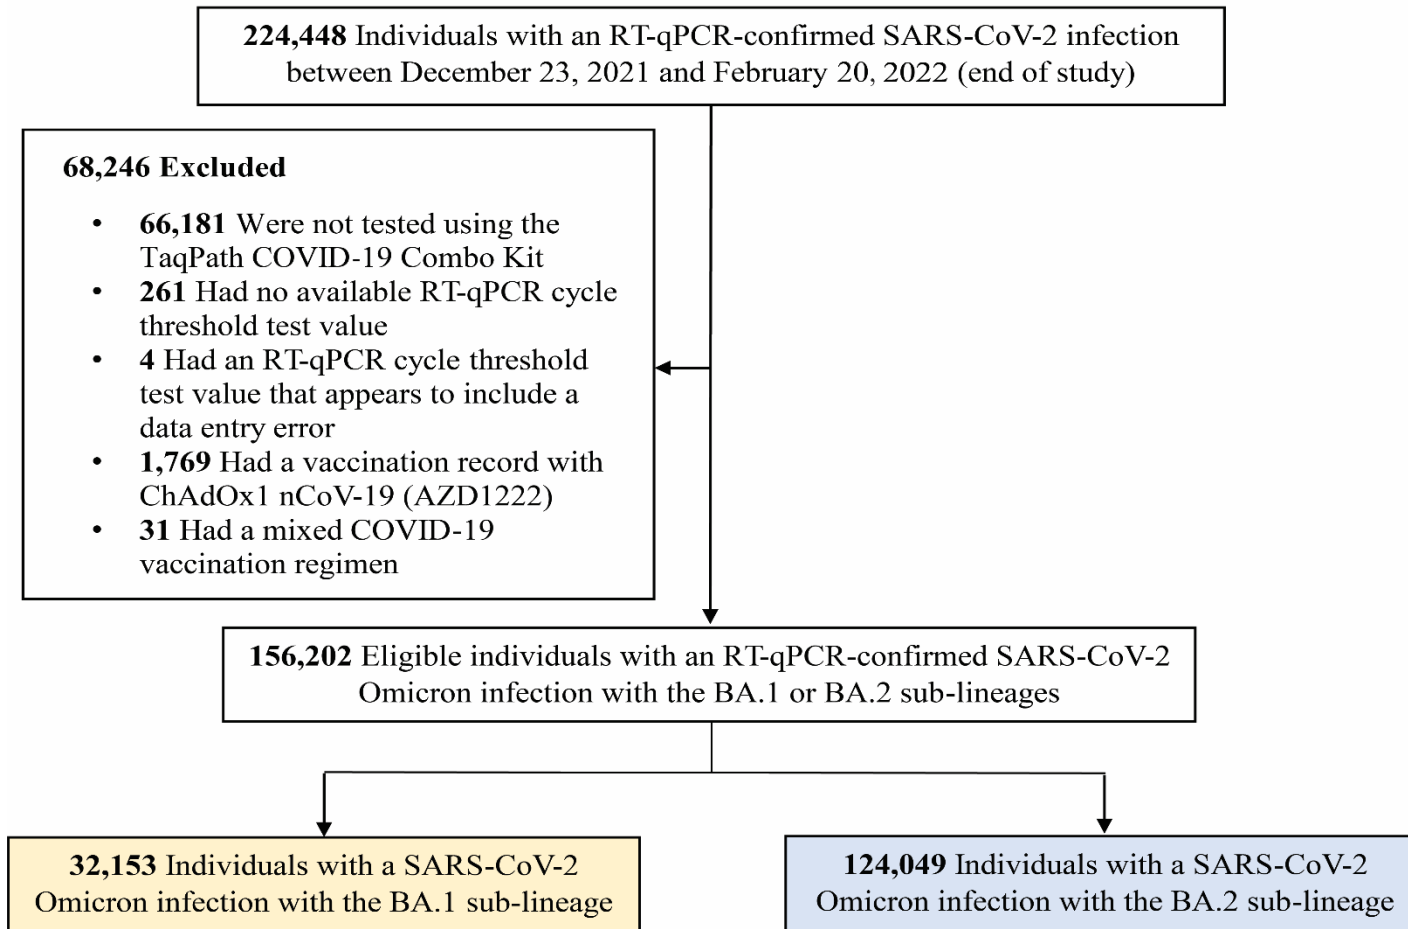 224,448 Individuals with an RT-qPCR-confirmed SARS-CoV-2 infection
between December 23, 2021 and February 20, 2022 (end of study)
68,246 Excluded
• 66,181 Were not tested using the
TaqPath COVID-19 Combo Kit
• 261 Had no available RT-qPCR cycle
threshold test value
• 4 Had an RT-qPCR cycle threshold
test value that appears to include a
data entry error
• 1,769 Had a vaccination record with
ChAdOx1 nCoV-19 (AZD1222)
• 31 Had a mixed COVID-19
vaccination regimen
156,202 Eligible individuals with an RT-qPCR-confirmed SARS-CoV-2
Omicron infection with the BA.1 or BA.2 sub-lineages
32,153 Individuals with a SARS-CoV-2
Omicron infection with the BA.1 sub-lineage
124,049 Individuals with a SARS-CoV-2
Omicron infection with the BA.2 sub-lineage